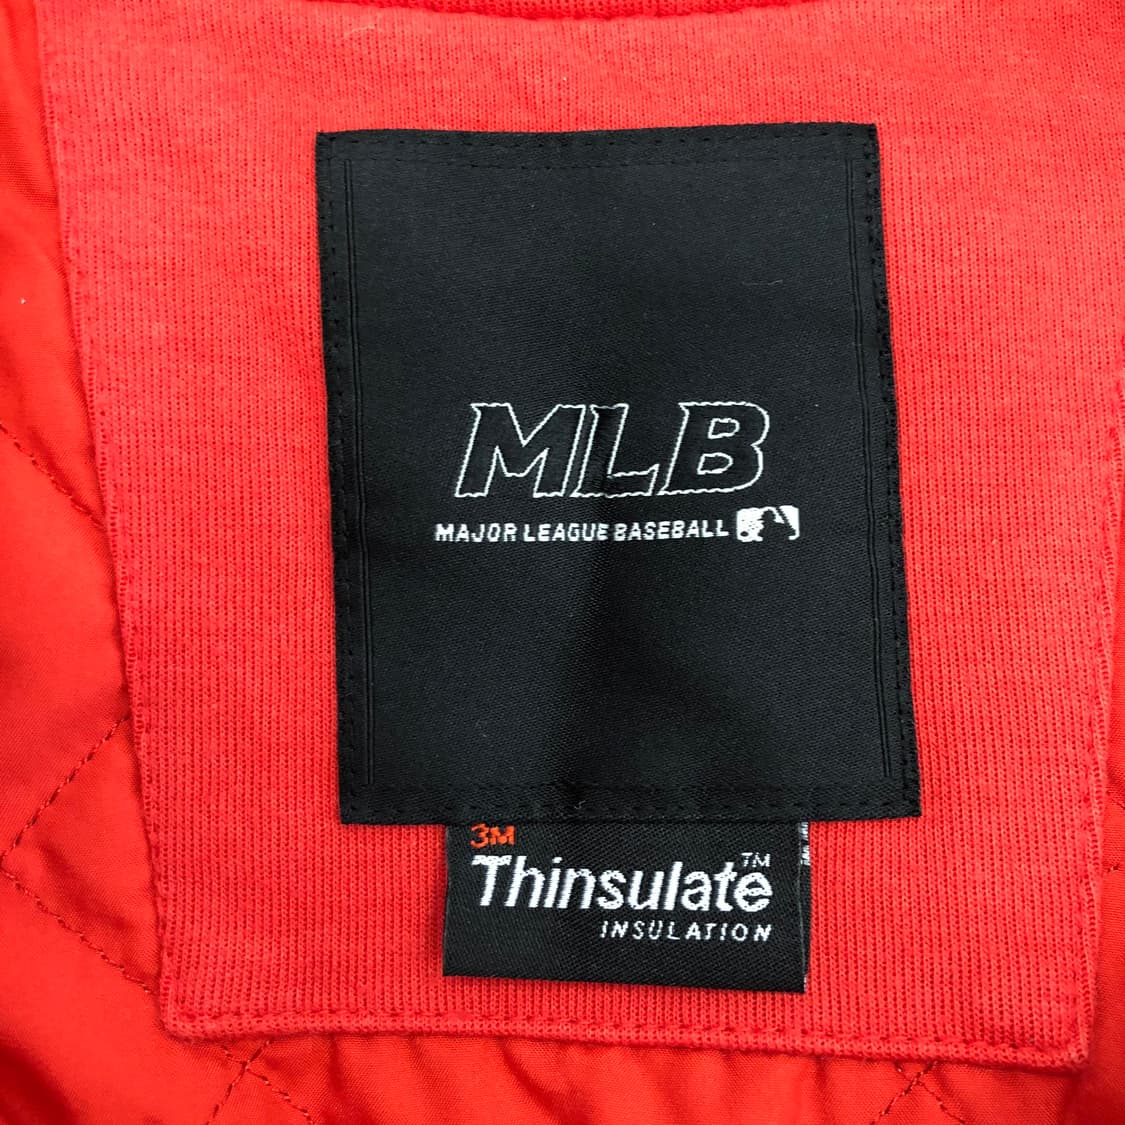 MLB
MAJOR LEAGUE BASEBALL
3M
Thinsulate™
INSULATION